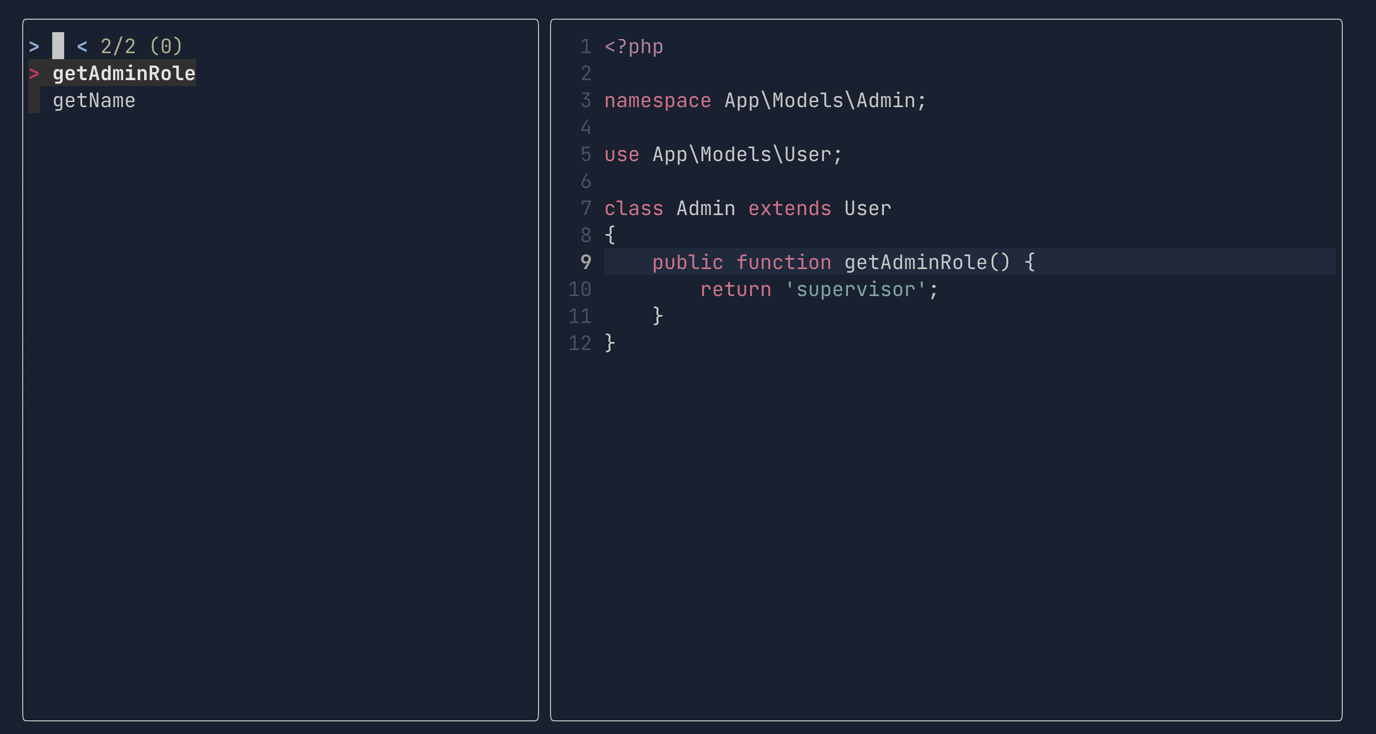 >   < 2/2 (0)
> getAdminRole
  getName
1 <?php
2
3 namespace App\Models\Admin;
4
5 use App\Models\User;
6
7 class Admin extends User
8 {
9     public function getAdminRole() {
10         return 'supervisor';
11     }
12 }